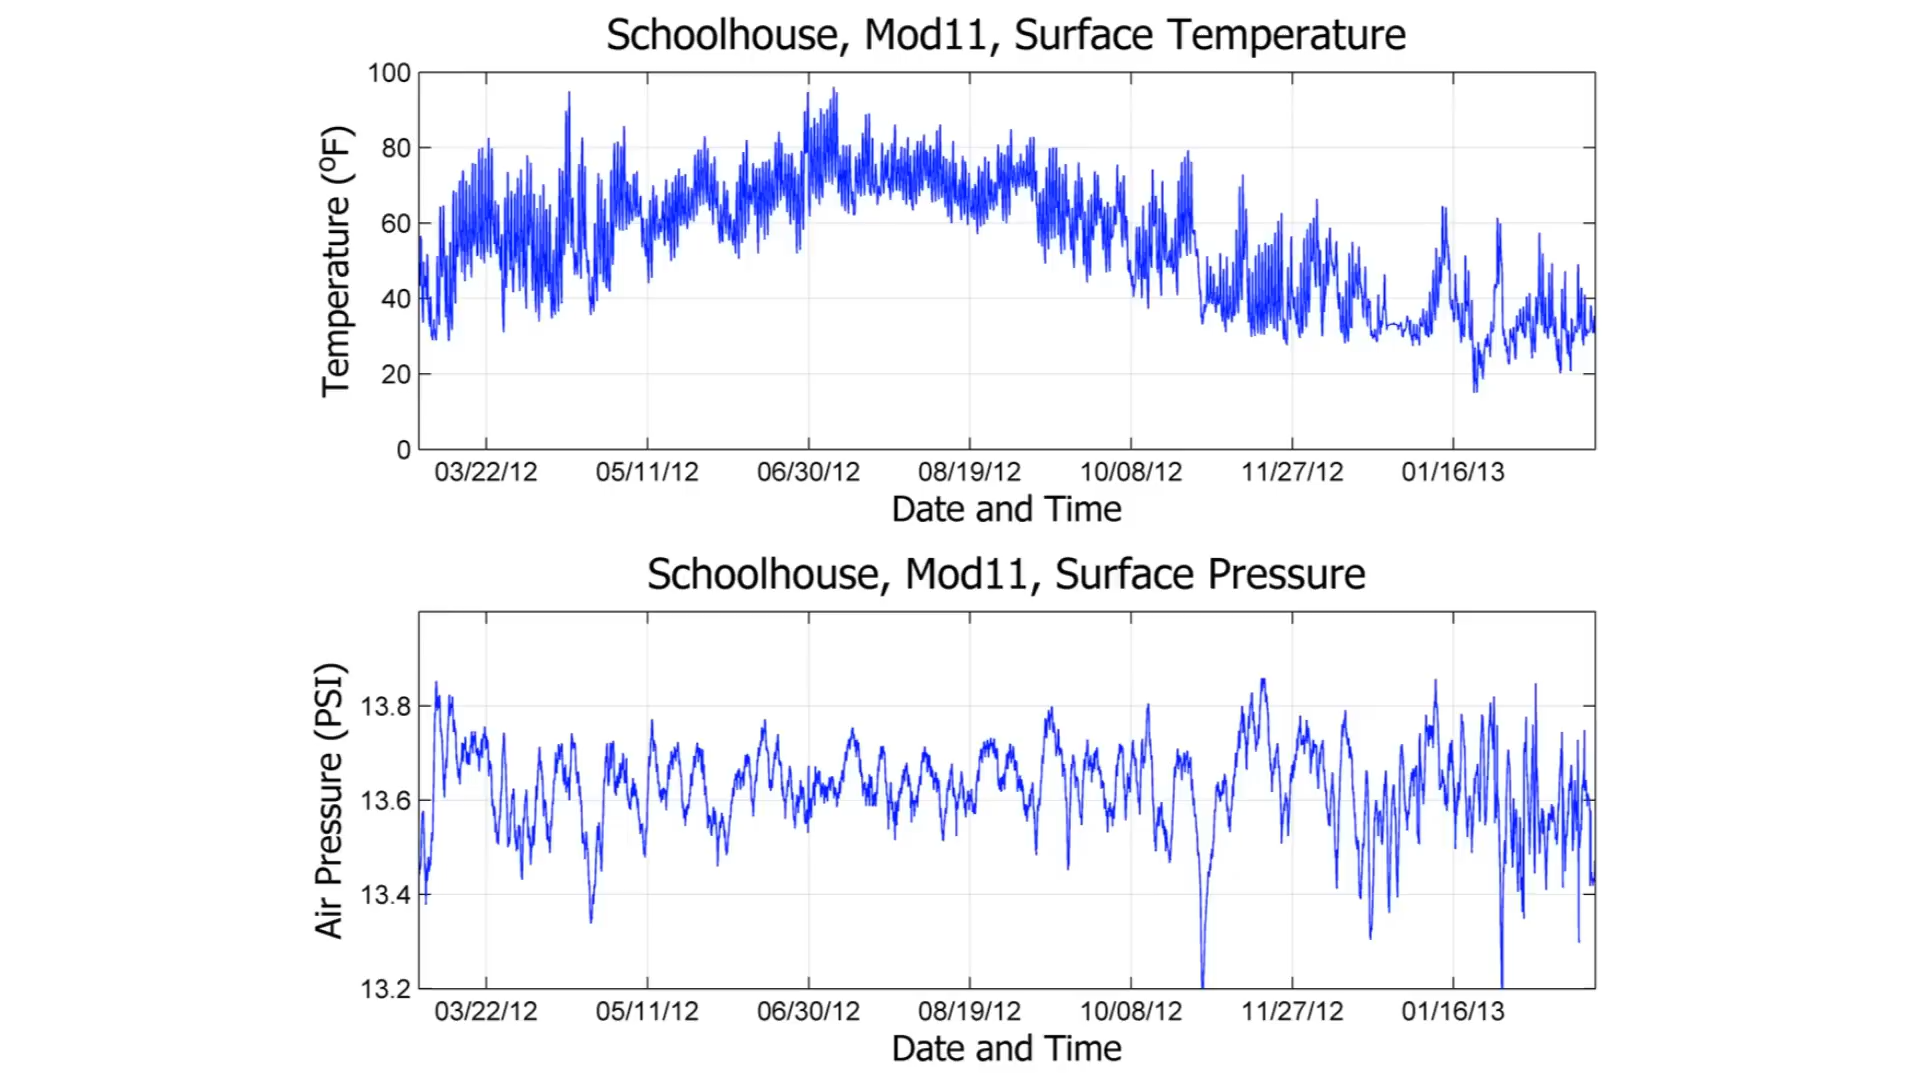 Schoolhouse, Mod11, Surface Temperature
Temperature (ºF)
100
80
60
40
20
0
03/22/12 05/11/12 06/30/12 08/19/12 10/08/12 11/27/12 01/16/13
Date and Time
Schoolhouse, Mod11, Surface Pressure
Air Pressure (PSI)
13.8
13.6
13.4
13.2
03/22/12 05/11/12 06/30/12 08/19/12 10/08/12 11/27/12 01/16/13
Date and Time